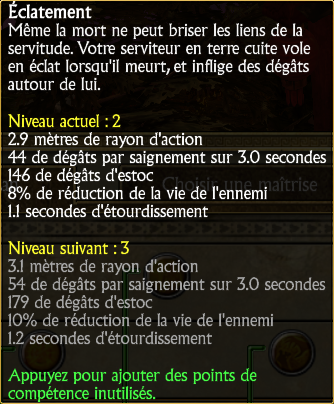 Éclatement
Même la mort ne peut briser les liens de la
servitude. Votre serviteur en terre cuite vole
en éclat lorsqu'il meurt, et inflige des dégâts
autour de lui.
Niveau actuel : 2
2.9 mètres de rayon d'action
44 de dégâts par saignement sur 3.0 secondes
146 de dégâts d'estoc
8% de réduction de la vie de l'ennemi
1.1 secondes d'étourdissement
Choisir une maîtrise
Niveau suivant : 3
3.1 mètres de rayon d'action
54 de dégâts par saignement sur 3.0 secondes
179 de dégâts d'estoc
10% de réduction de la vie de l'ennemi
1.2 secondes d'étourdissement
Appuyez pour ajouter des points de
compétence inutilisés.